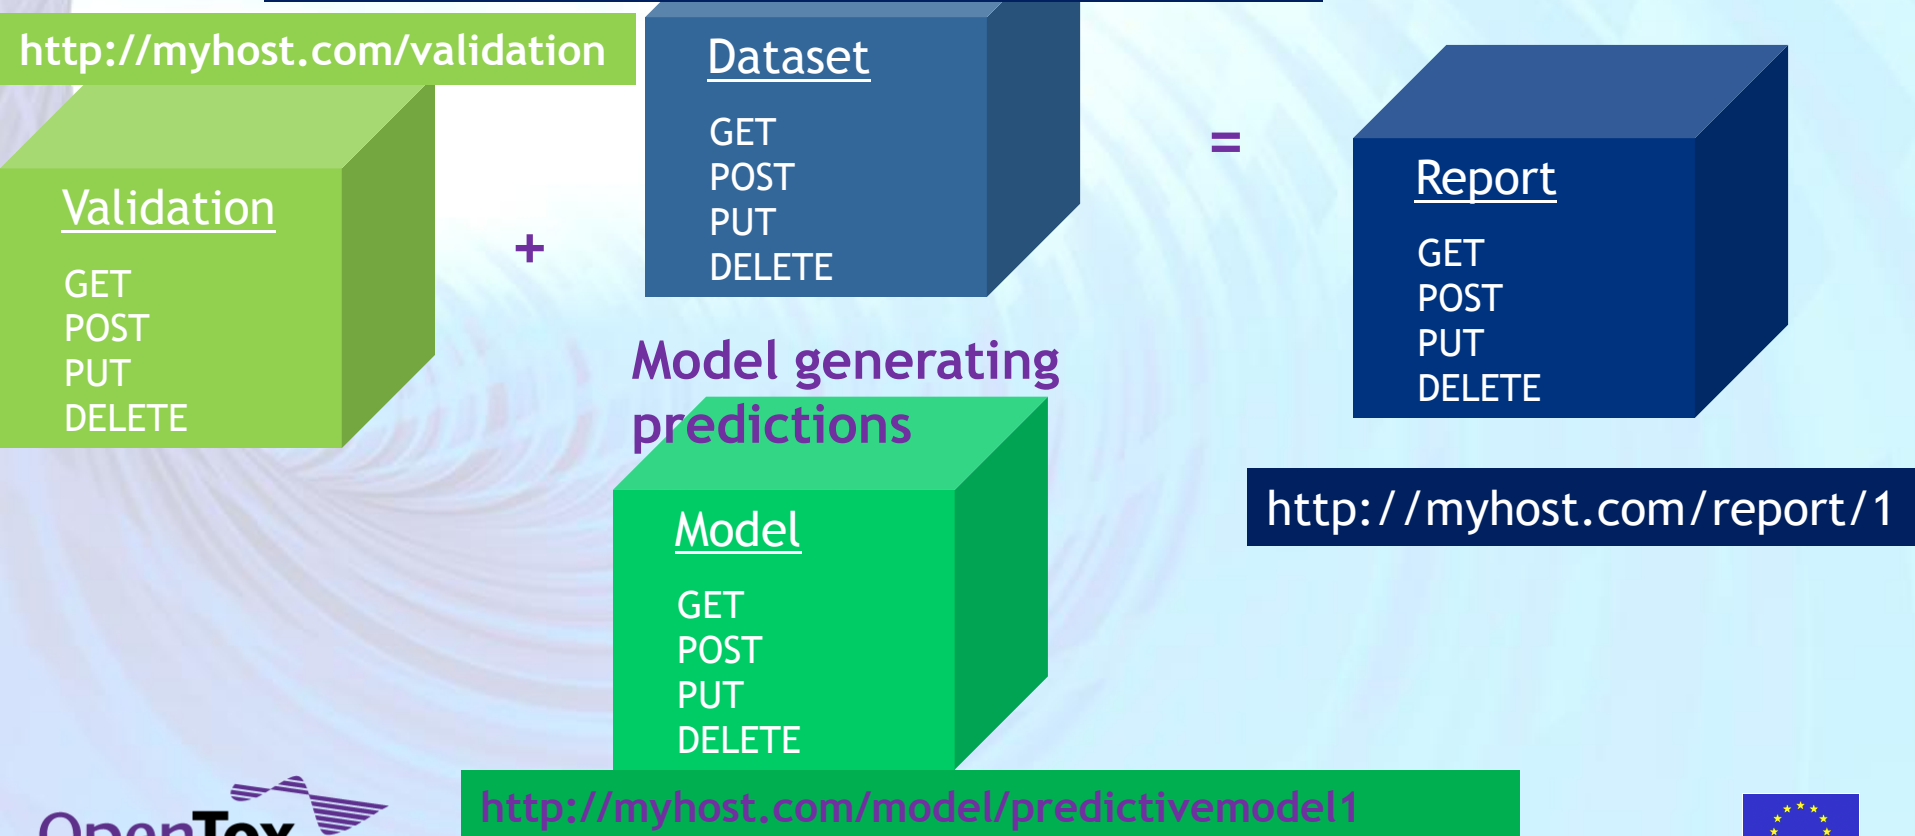 http://myhost.com/validation
Validation
GET
POST
PUT
DELETE
+
Dataset
GET
POST
PUT
DELETE
Model generating
predictions
Model
GET
POST
PUT
DELETE
http://myhost.com/model/predictivemodel1
=
Report
GET
POST
PUT
DELETE
http://myhost.com/report/1
OpenTox